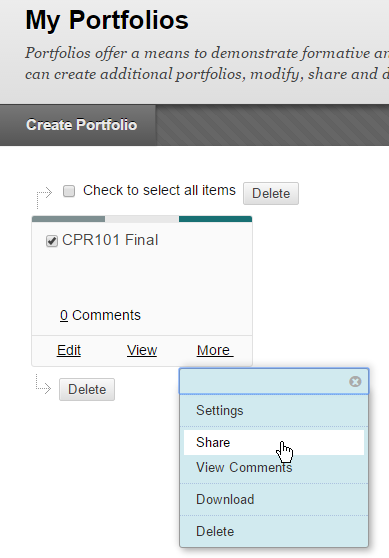 My Portfolios
Portfolios offer a means to demonstrate formative an
can create additional portfolios, modify, share and d
Create Portfolio
Check to select all items Delete
CPR101 Final
0 Comments
Edit View More
Delete
Settings
Share
View Comments
Download
Delete